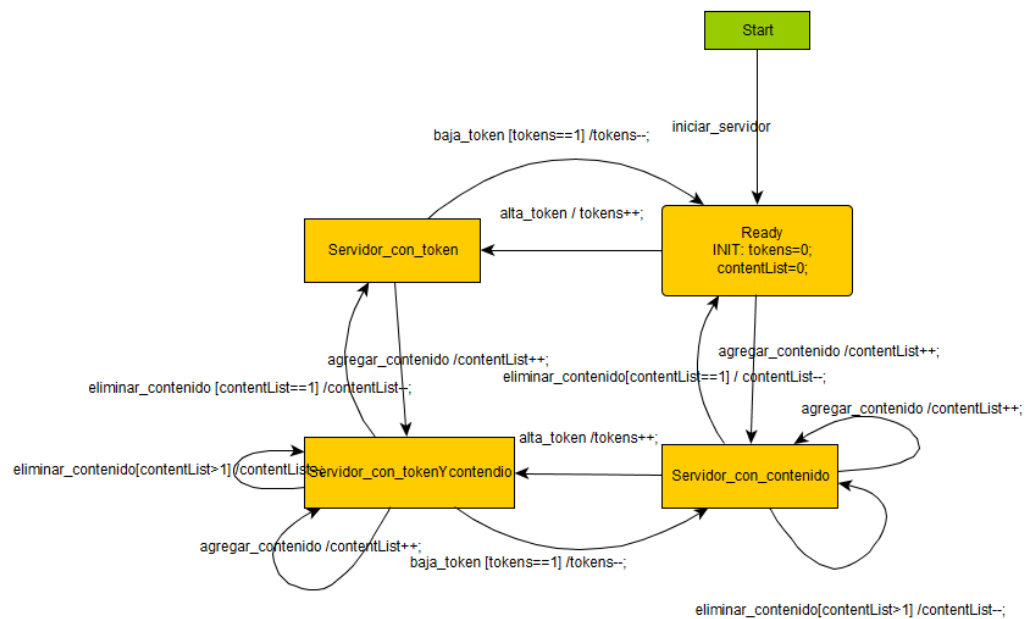 Start
iniciar_servidor
baja_token [tokens==1] /tokens--;
alta_token / tokens++;
Servidor_con_token
Ready
INIT: tokens=0;
contentList=0;
agregar_contenido /contentList++;
agregar_contenido /contentList++;
eliminar_contenido[contentList==1] / contentList--;
eliminar_contenido [contentList==1] /contentList--;
agregar_contenido /contentList++;
alta_token /tokens++;
eliminar_contenido[contentList>1] /contentList--;
Servidor_con_tokenYcontendio
Servidor_con_contenido
agregar_contenido /contentList++;
baja_token [tokens==1] /tokens--;
eliminar_contenido[contentList>1] /contentList--;